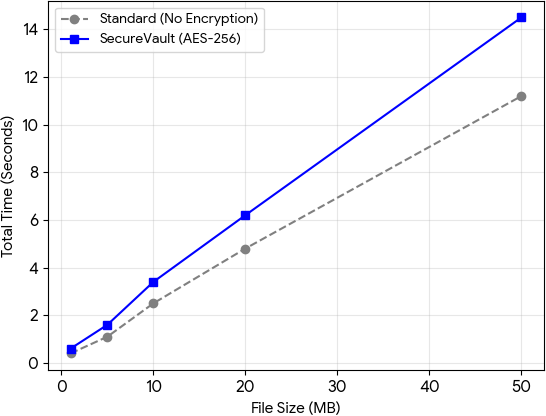 Standard (No Encryption)
SecureVault (AES-256)
Total Time (Seconds)
14
12
10
8
6
4
2
0
0 10 20 30 40 50
File Size (MB)